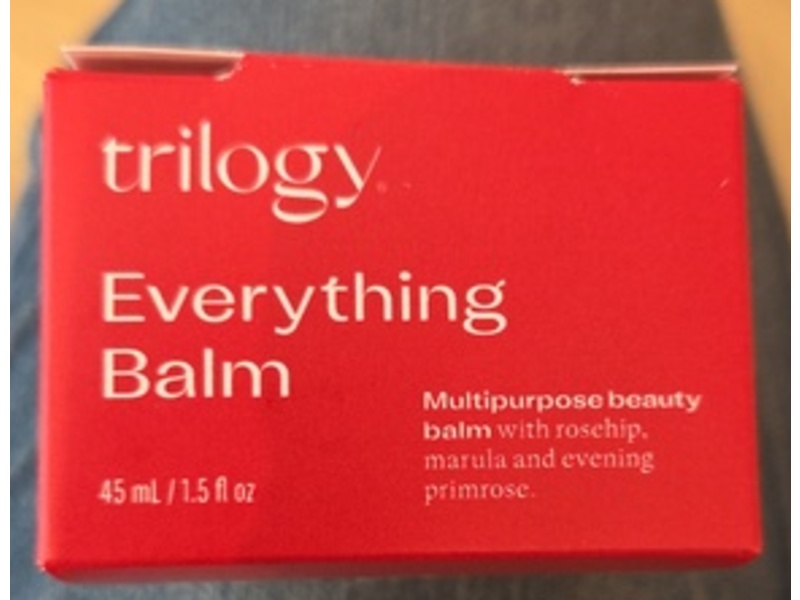 trilogy
Everything
Balm
Multipurpose beauty
balm with rosehip,
marula and evening
primrose.
45 mL / 1.5 fl oz